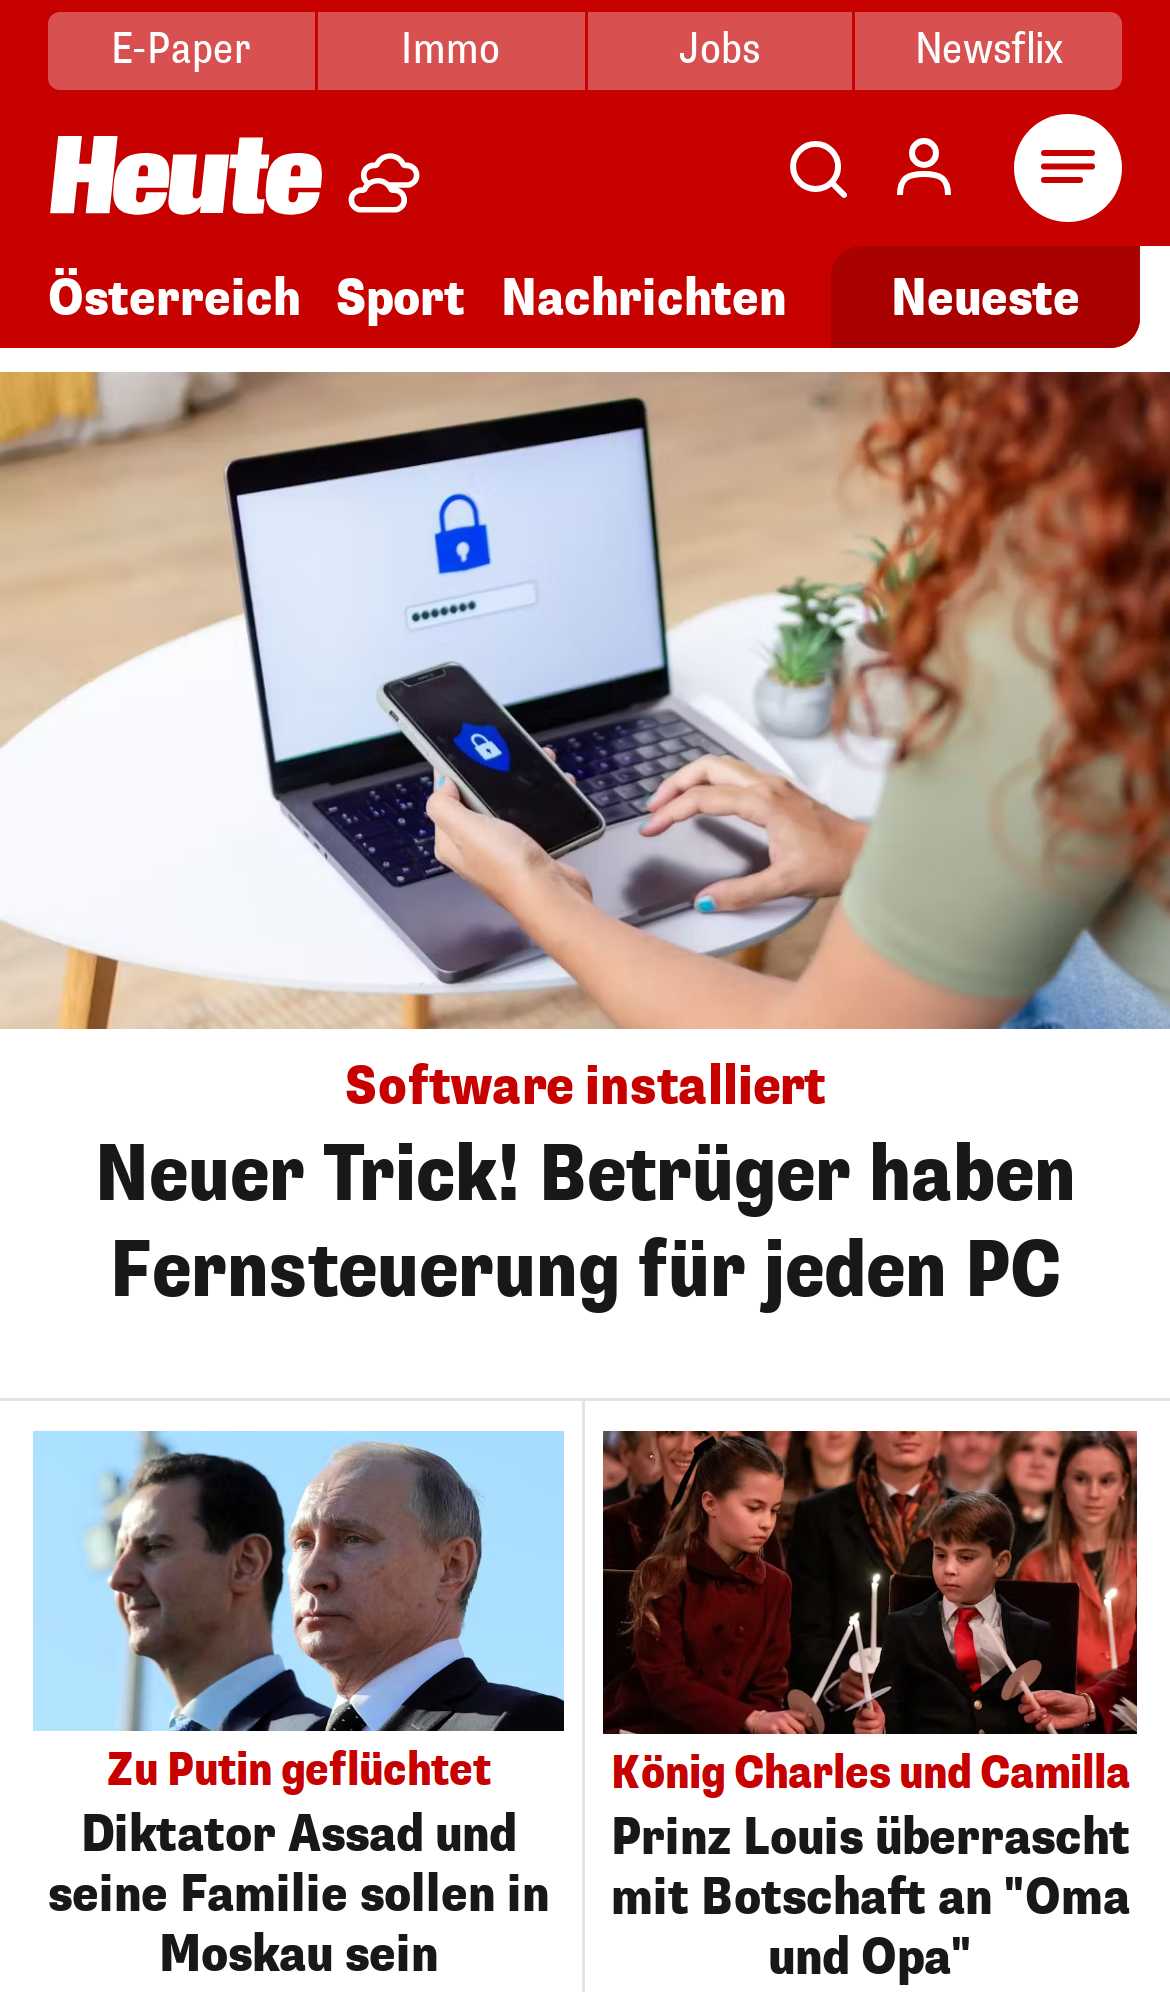 E-Paper
Immo
Jobs
Newsflix
Heute
Österreich
Sport
Nachrichten
Neueste
Software installiert
Neuer Trick! Betrüger haben
Fernsteuerung für jeden PC
Zu Putin geflüchtet
Diktator Assad und
seine Familie sollen in
Moskau sein
König Charles und Camilla
Prinz Louis überrascht
mit Botschaft an "Oma
und Opa"